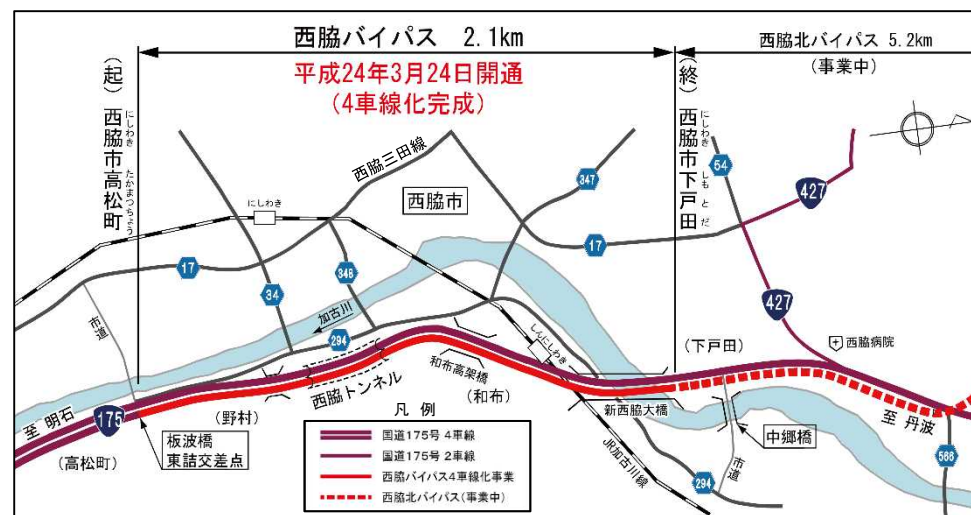 西脇バイパス 2.1km
西脇北バイパス 5.2km
(事業中)
平成24年3月24日開通
(4車線化完成)
(起)西脇市高松町
にしわき
たかまつちょう
(終)西脇市下戸田
にしわき
しもとだ
西脇三田線
西脇市
にしわき
347
54
427
17
17
34
348
427
加古川
294
市道
しんにしわき
(下戸田)
西脇病院
和布高架橋
西脇トンネル
(和布)
新西脇大橋
至 明石
175
(野村)
(高松町)
板波橋
東詰交差点
中郷橋
至 丹波
JR加古川線
294
市道
566
凡例
国道175号 4車線
国道175号 2車線
西脇バイパス4車線化事業
西脇北バイパス(事業中)